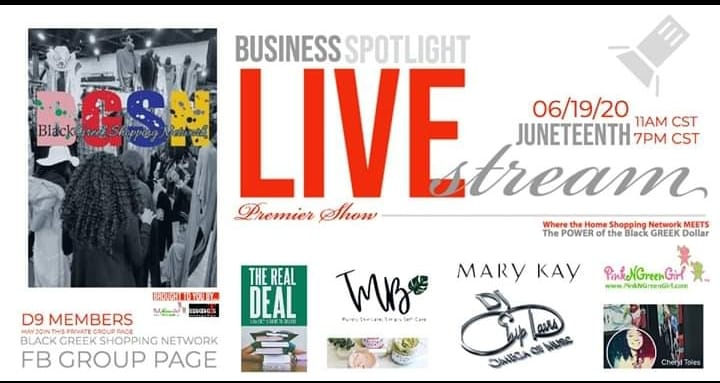 BGSN
Black Greek Shopping Network
BROUGHT TO YOU BY...
D9 MEMBERS
MAY JOIN THIS PRIVATE GROUP PAGE
BLACK GREEK SHOPPING NETWORK
FB GROUP PAGE
BUSINESS SPOTLIGHT
LIVE
stream
06/19/20
11AM CST
JUNETEENTH
7PM CST
Premier Show
Where the Home Shopping Network MEETS
The POWER of the Black GREEK Dollar
THE REAL
DEAL
MARY KAY
PinkNGreenGirl
www.PinkNGreenGirl.com
Cheryl Toles